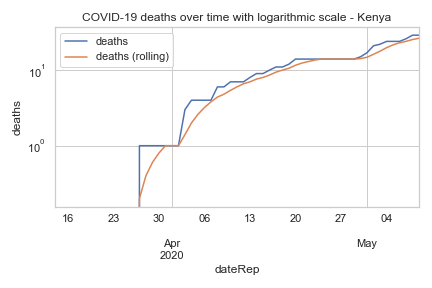 COVID-19 deaths over time with logarithmic scale - Kenya
deaths
deaths (rolling)
10¹
10⁰
deaths
16 23 30 06 13 20 27 04
Apr May
2020
dateRep